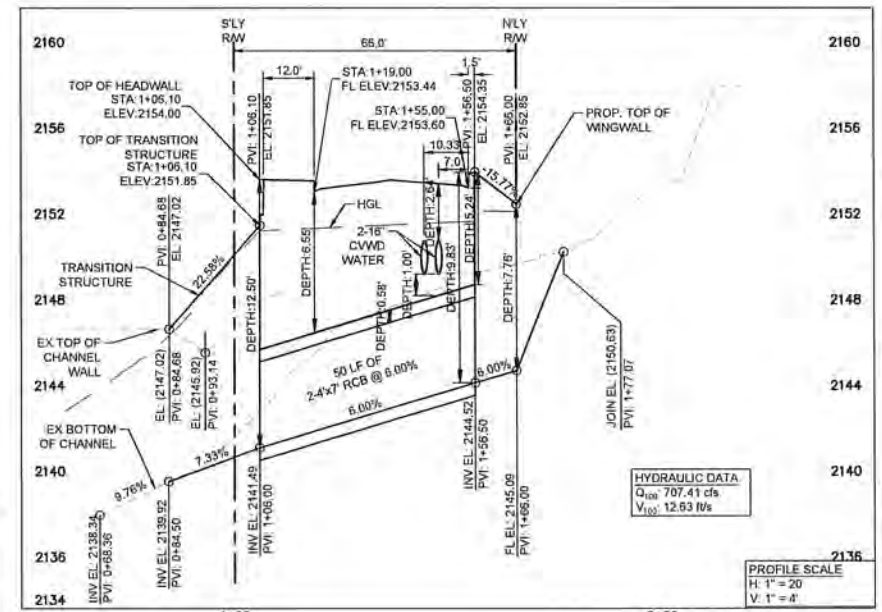 2160
2156
2152
2148
2144
2140
2136
2134
2160
2156
2152
2148
2144
2140
2136
S'LY
R/W
N'LY
R/W
66.0'
12.0'
1.5'
TOP OF HEADWALL
STA:1+06.10
ELEV:2154.00
TOP OF TRANSITION
STRUCTURE
STA:1+06.10
ELEV:2151.85
PVI: 1+06.10
EL: 2151.85
STA:1+19.00
FL ELEV:2153.44
STA:1+55.00
FL ELEV:2153.60
PVI: 1+56.50
EL: 2154.35
PVI: 1+66.00
EL: 2152.85
PROP. TOP OF
WINGWALL
10.33'
7.0'
-15.77%
HGL
2-18"
CVWD
WATER
DEPTH:2.64'
DEPTH:5.24'
DEPTH:1.00'
DEPTH:9.83'
DEPTH:7.76'
DEPTH:6.55'
DEPTH:12.50'
DEPTH:0.58'
PVI: 0+84.68
EL: 2147.02
22.58%
TRANSITION
STRUCTURE
EX TOP OF
CHANNEL
WALL
EL: (2147.02)
PVI: 0+84.68
EL: (2145.92)
PVI: 0+93.14
50 LF OF
2-4'x7' RCB @ 6.00%
6.00%
6.00%
JOIN EL: (2150.63)
PVI: 1+77.07
EX BOTTOM
OF CHANNEL
9.76%
7.33%
INV EL: 2138.34
PVI: 0+68.36
INV EL: 2139.92
PVI: 0+84.50
INV EL: 2141.49
PVI: 1+06.00
INV EL: 2144.52
PVI: 1+56.50
FL EL: 2145.09
PVI: 1+66.00
HYDRAULIC DATA
Q100: 707.41 cfs
V100: 12.63 ft/s
PROFILE SCALE
H: 1" = 20
V: 1" = 4'